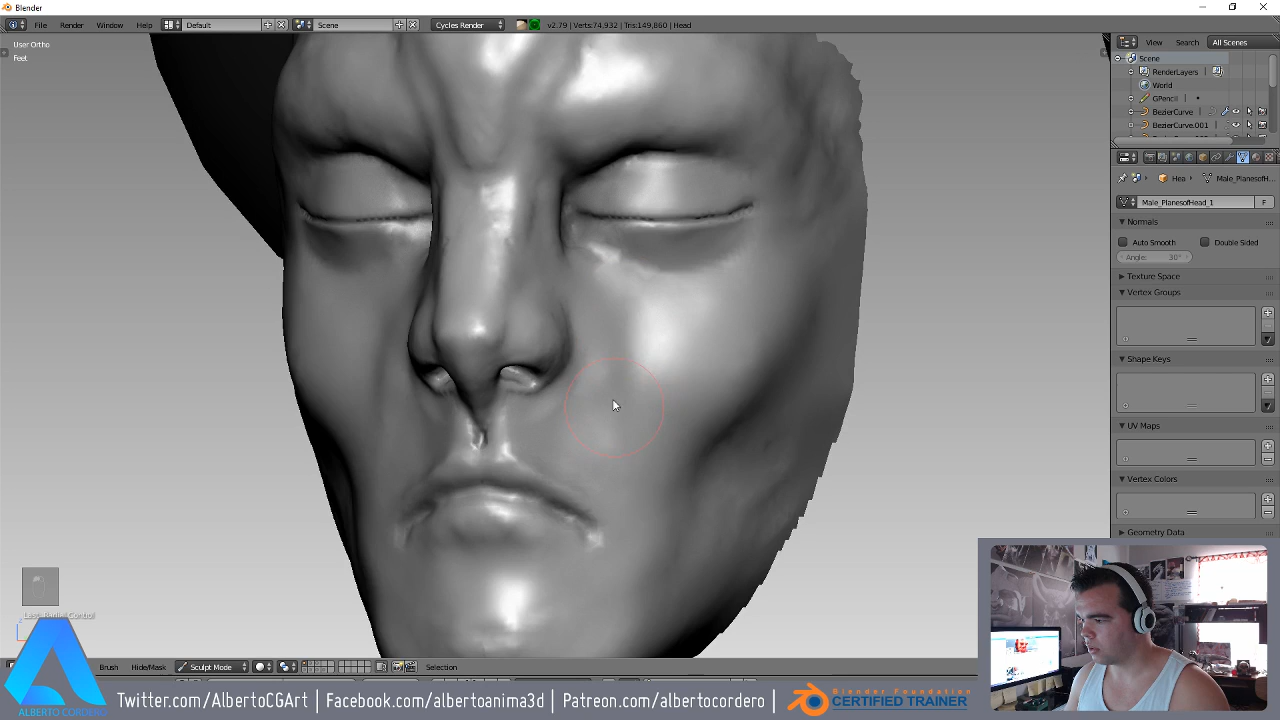 Blender
File Render Window Help Default Scene Cycles Render v2.79 | Verts:74,932 | Tris:149,860 | Head
View Search All Scenes
User Ortho
Feet
Scene
RenderLayers
World
GPencil
BezierCurve
BezierCurve.001
Hea Male_PlanesofH...
Male_PlanesofHead_1 F
Normals
Auto Smooth Double Sided
Angle: 30°
Texture Space
Vertex Groups
Shape Keys
UV Maps
Vertex Colors
Geometry Data
Brush Hide/Mask Sculpt Mode Selection
ALBERTO CORDERO
Twitter.com/AlbertoCGArt | Facebook.com/albertoanima3d | Patreon.com/albertocordero |
Blender Foundation
CERTIFIED TRAINER